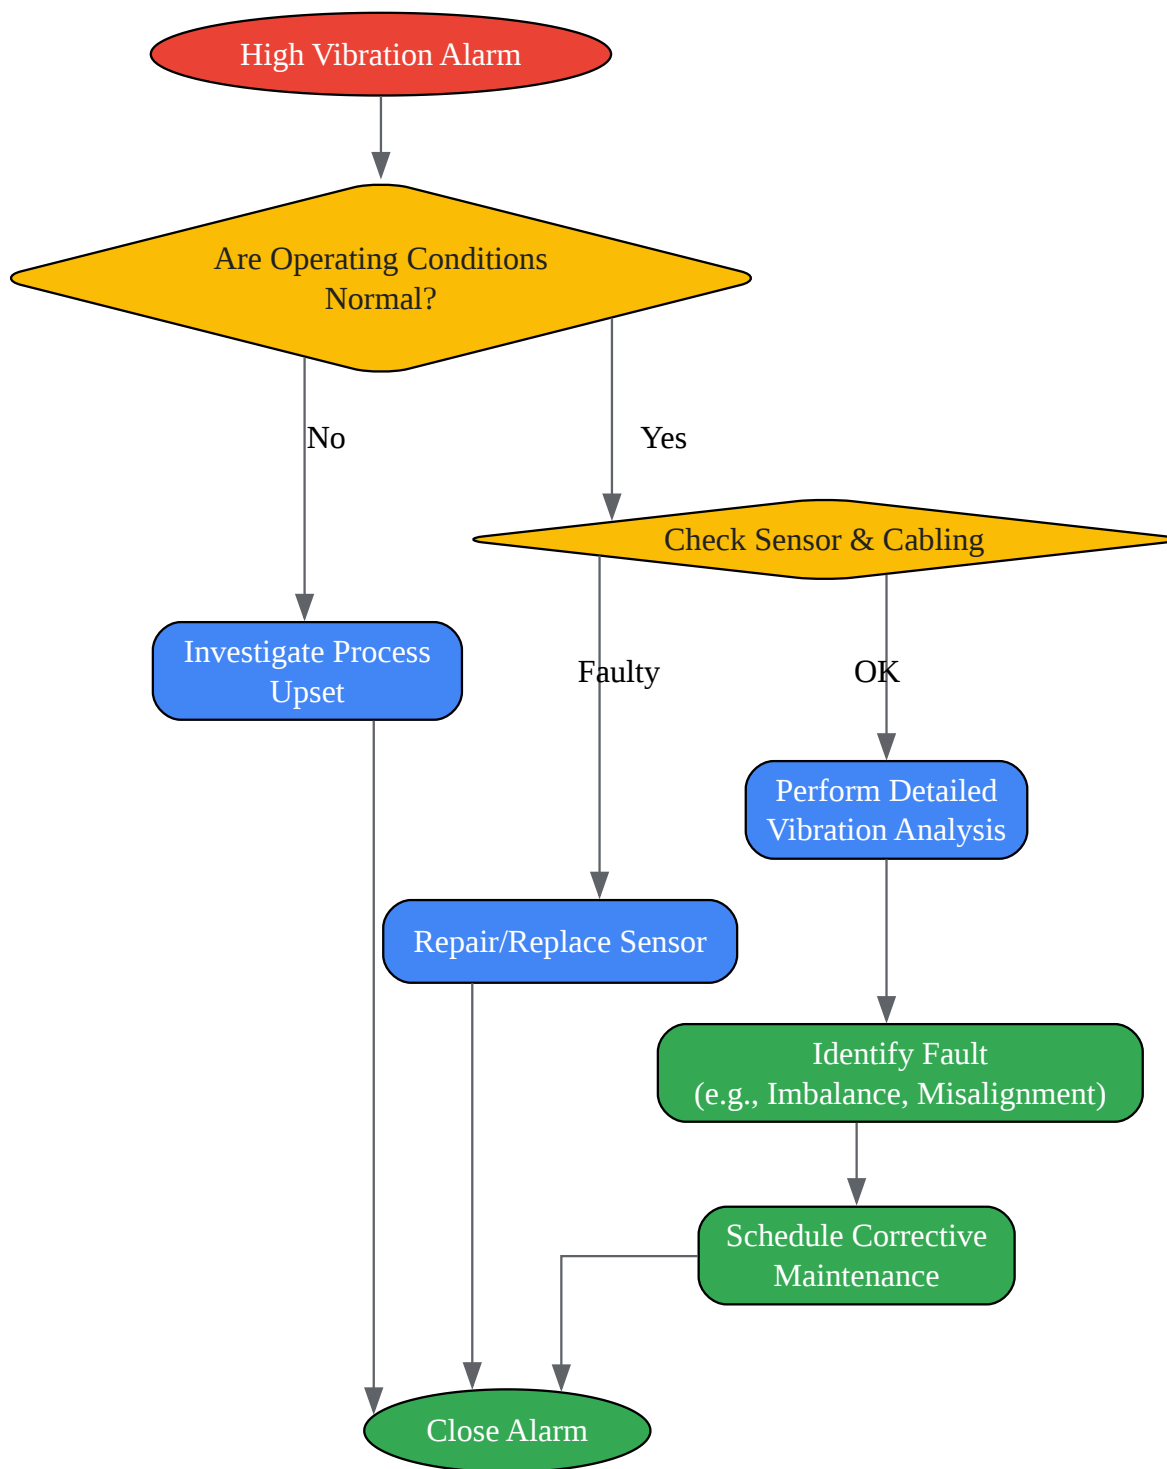 High Vibration Alarm
Are Operating Conditions
Normal?
No
Yes
Check Sensor & Cabling
Investigate Process
Upset
Faulty
OK
Perform Detailed
Vibration Analysis
Repair/Replace Sensor
Identify Fault
(e.g., Imbalance, Misalignment)
Schedule Corrective
Maintenance
Close Alarm